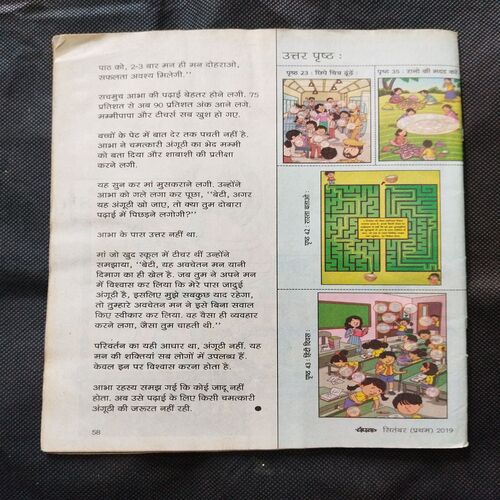 पाठ को, 2-3 बार मन ही मन दोहराओ,
सफलता अवश्य मिलेगी.''
सचमुच आभा की पढ़ाई बेहतर होने लगी. 75
प्रतिशत से अब 90 प्रतिशत अंक आने लगे.
मम्मीपापा और टीचर्स सब खुश हो गए.
बच्चों के पेट में बात देर तक पचती नहीं है.
आभा ने चमत्कारी अंगूठी का भेद मम्मी
को बता दिया और शाबाशी की प्रतीक्षा
करने लगी.
यह सुन कर मां मुसकराने लगी. उन्होंने
आभा को गले लगा कर पूछा, ''बेटी, अगर
यह अंगूठी खो जाए, तो क्या तुम दोबारा
पढ़ाई में पिछड़ने लगोगी?''
आभा के पास उत्तर नहीं था.
मां जो खुद स्कूल में टीचर थीं उन्होंने
समझाया, ''बेटी, यह अवचेतन मन यानी
दिमाग का ही खेल है. जब तुम ने अपने मन
में विश्वास कर लिया कि मेरे पास जादुई
अंगूठी है, इसलिए मुझे सबकुछ याद रहेगा,
तो तुम्हारे अवचेतन मन ने इसे बिना सवाल
किए स्वीकार कर लिया. वह वैसा ही व्यवहार
करने लगा, जैसा तुम चाहती थी.''
परिवर्तन का यही आधार था, अंगूठी नहीं. यह
मन की शक्तियां सब लोगों में उपलब्ध हैं.
केवल इन पर विश्वास करना होता है.
आभा रहस्य समझ गई कि कोई जादू नहीं
होता. अब उसे पढ़ाई के लिए किसी चमत्कारी
अंगूठी की जरूरत नहीं रही.
58
उत्तर पृष्ठ :
पृष्ठ 23 : छिपे चित्र ढूंढ़ें
पृष्ठ 35 : रानी की मदद करें
पृष्ठ 42 : रास्ता बताओ :
पृष्ठ 43 : हिंदी दिवस :
चंपक
सितंबर (प्रथम) 2019